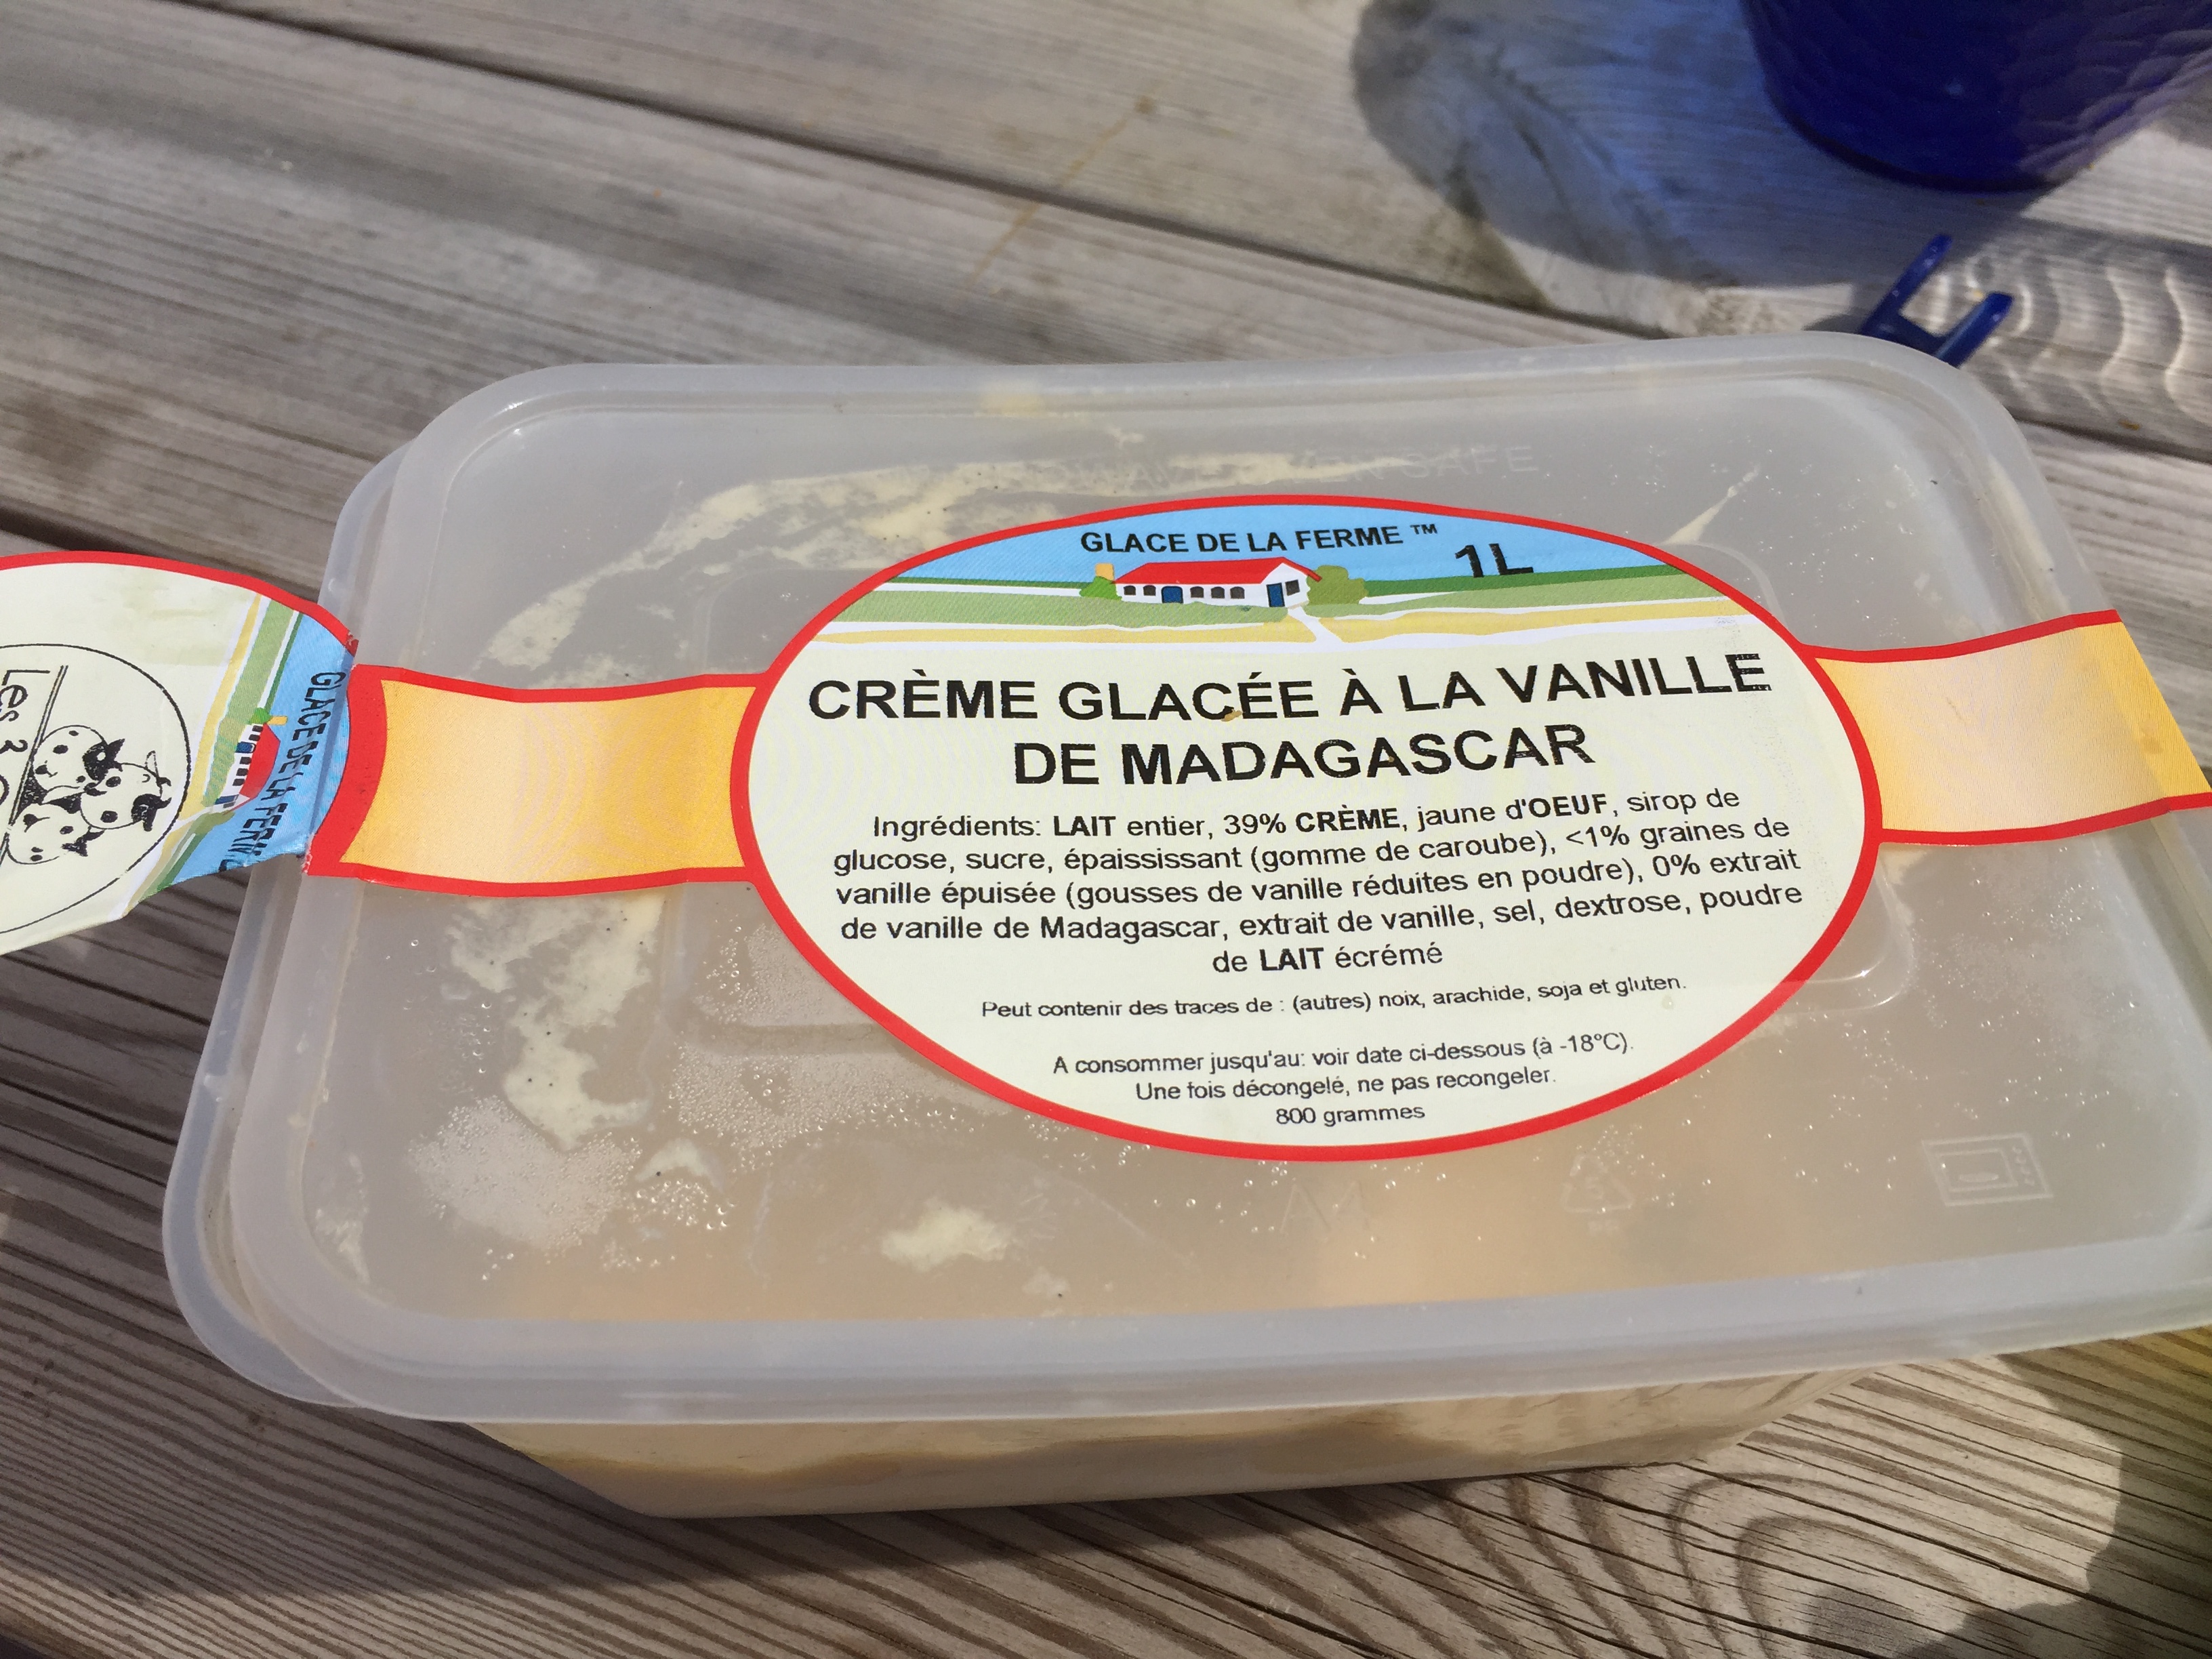 GLACE DE LA FERME ™
1L
CRÈME GLACÉE À LA VANILLE
DE MADAGASCAR
Ingrédients: LAIT entier, 39% CRÈME, jaune d'OEUF, sirop de
glucose, sucre, épaississant (gomme de caroube), <1% graines de
vanille épuisée (gousses de vanille réduites en poudre), 0% extrait
de vanille de Madagascar, extrait de vanille, sel, dextrose, poudre
de LAIT écrémé
Peut contenir des traces de : (autres) noix, arachide, soja et gluten.
A consommer jusqu'au: voir date ci-dessous (à -18°C).
Une fois décongelé, ne pas recongeler.
800 grammes
GLACE DE LA FERME
Les
SAFE